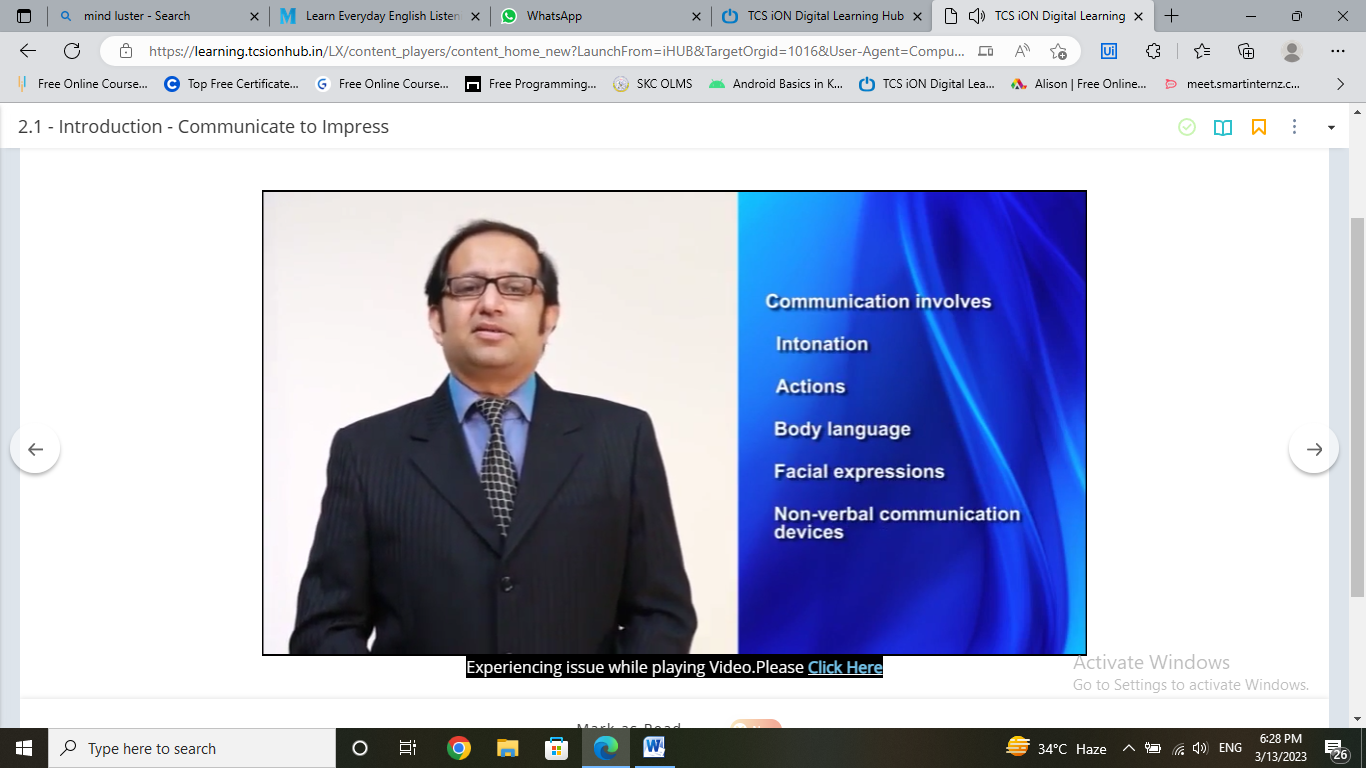 mind luster - Search
Learn Everyday English Listen
WhatsApp
TCS iON Digital Learning Hub
TCS iON Digital Learning
https://learning.tcsionhub.in/LX/content_players/content_home_new?LaunchFrom=iHUB&TargetOrgid=1016&User-Agent=Compu...
Free Online Course...
Top Free Certificate...
Free Online Course...
Free Programming...
SKC OLMS
Android Basics in K...
TCS iON Digital Lea...
Alison | Free Online...
meet.smartinternz.c...
2.1 - Introduction - Communicate to Impress
Communication involves
Intonation
Actions
Body language
Facial expressions
Non-verbal communication
devices
Experiencing issue while playing Video.Please Click Here
Activate Windows
Go to Settings to activate Windows.
Mark as Read
Type here to search
34°C Haze
ENG
6:28 PM
3/13/2023
26